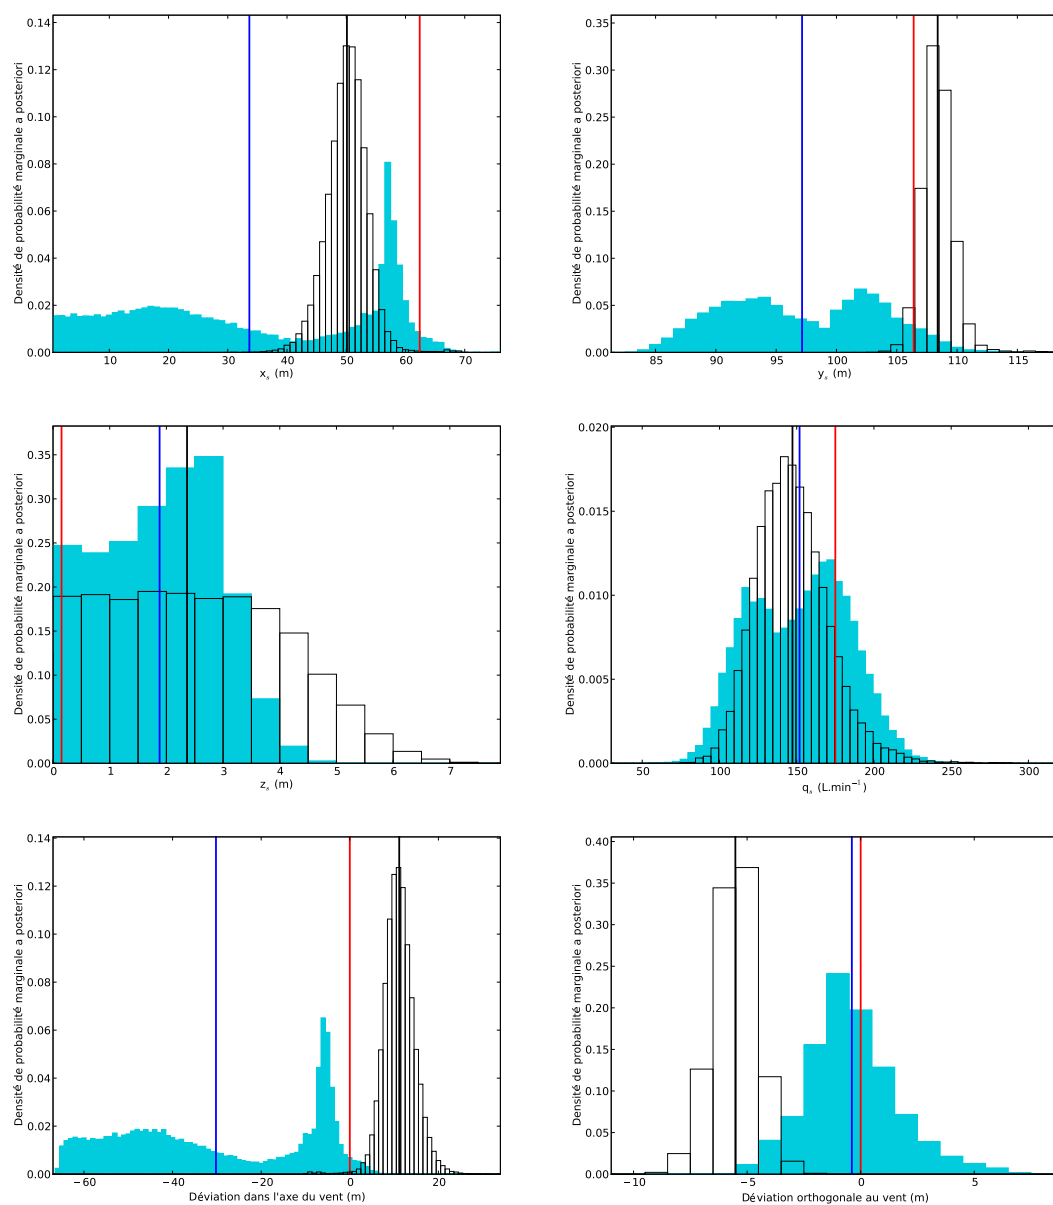 Densité de probabilité marginale a posteriori
0.14
0.12
0.10
0.08
0.06
0.04
0.02
0.00
10 20 30 40 50 60 70
xs (m)
Densité de probabilité marginale a posteriori
0.35
0.30
0.25
0.20
0.15
0.10
0.05
0.00
85 90 95 100 105 110 115
ys (m)
Densité de probabilité marginale a posteriori
0.35
0.30
0.25
0.20
0.15
0.10
0.05
0.00
0 1 2 3 4 5 6 7
zs (m)
Densité de probabilité marginale a posteriori
0.020
0.015
0.010
0.005
0.000
50 100 150 200 250 300
qs (L.min−1)
Densité de probabilité marginale a posteriori
0.14
0.12
0.10
0.08
0.06
0.04
0.02
0.00
−60 −40 −20 0 20
Déviation dans l'axe du vent (m)
Densité de probabilité marginale a posteriori
0.40
0.35
0.30
0.25
0.20
0.15
0.10
0.05
0.00
−10 −5 0 5
Déviation orthogonale au vent (m)